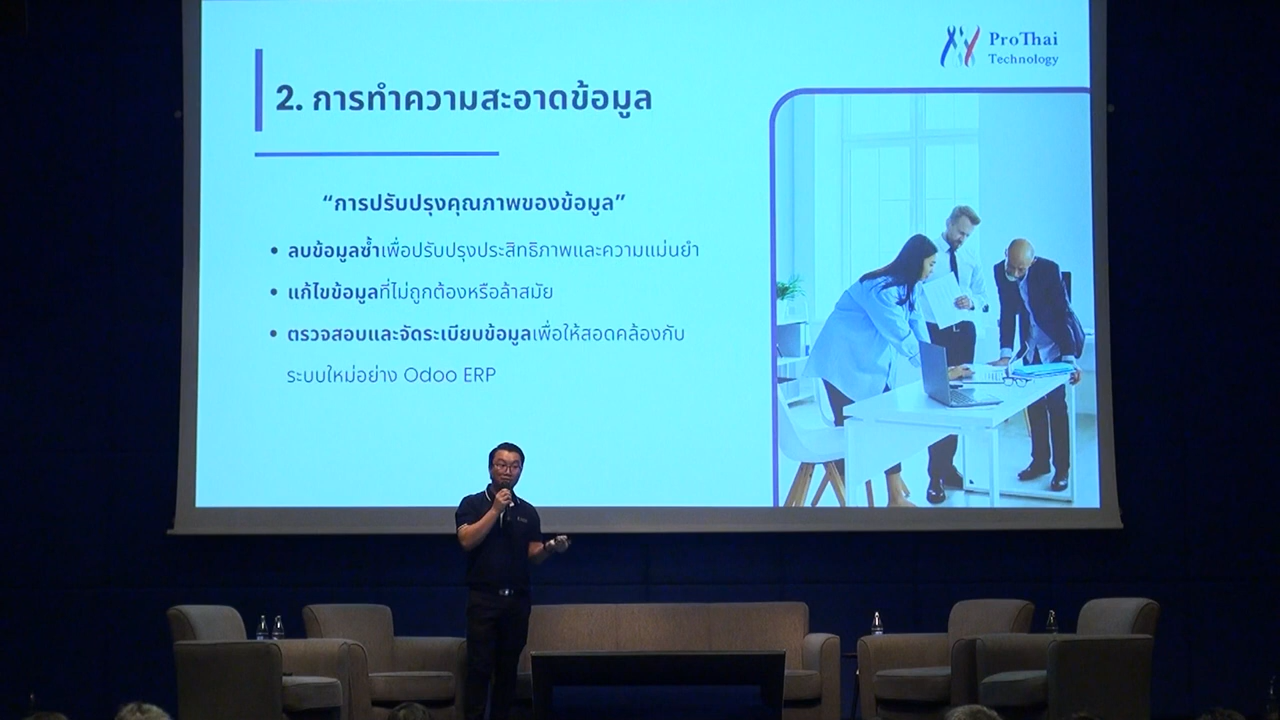 ProThai
Technology
2. การทำความสะอาดข้อมูล
“การปรับปรุงคุณภาพของข้อมูล”
• ลบข้อมูลซ้ำเพื่อปรับปรุงประสิทธิภาพและความแม่นยำ
• แก้ไขข้อมูลที่ไม่ถูกต้องหรือล้าสมัย
• ตรวจสอบและจัดระเบียบข้อมูลเพื่อให้สอดคล้องกับ
ระบบใหม่อย่าง Odoo ERP